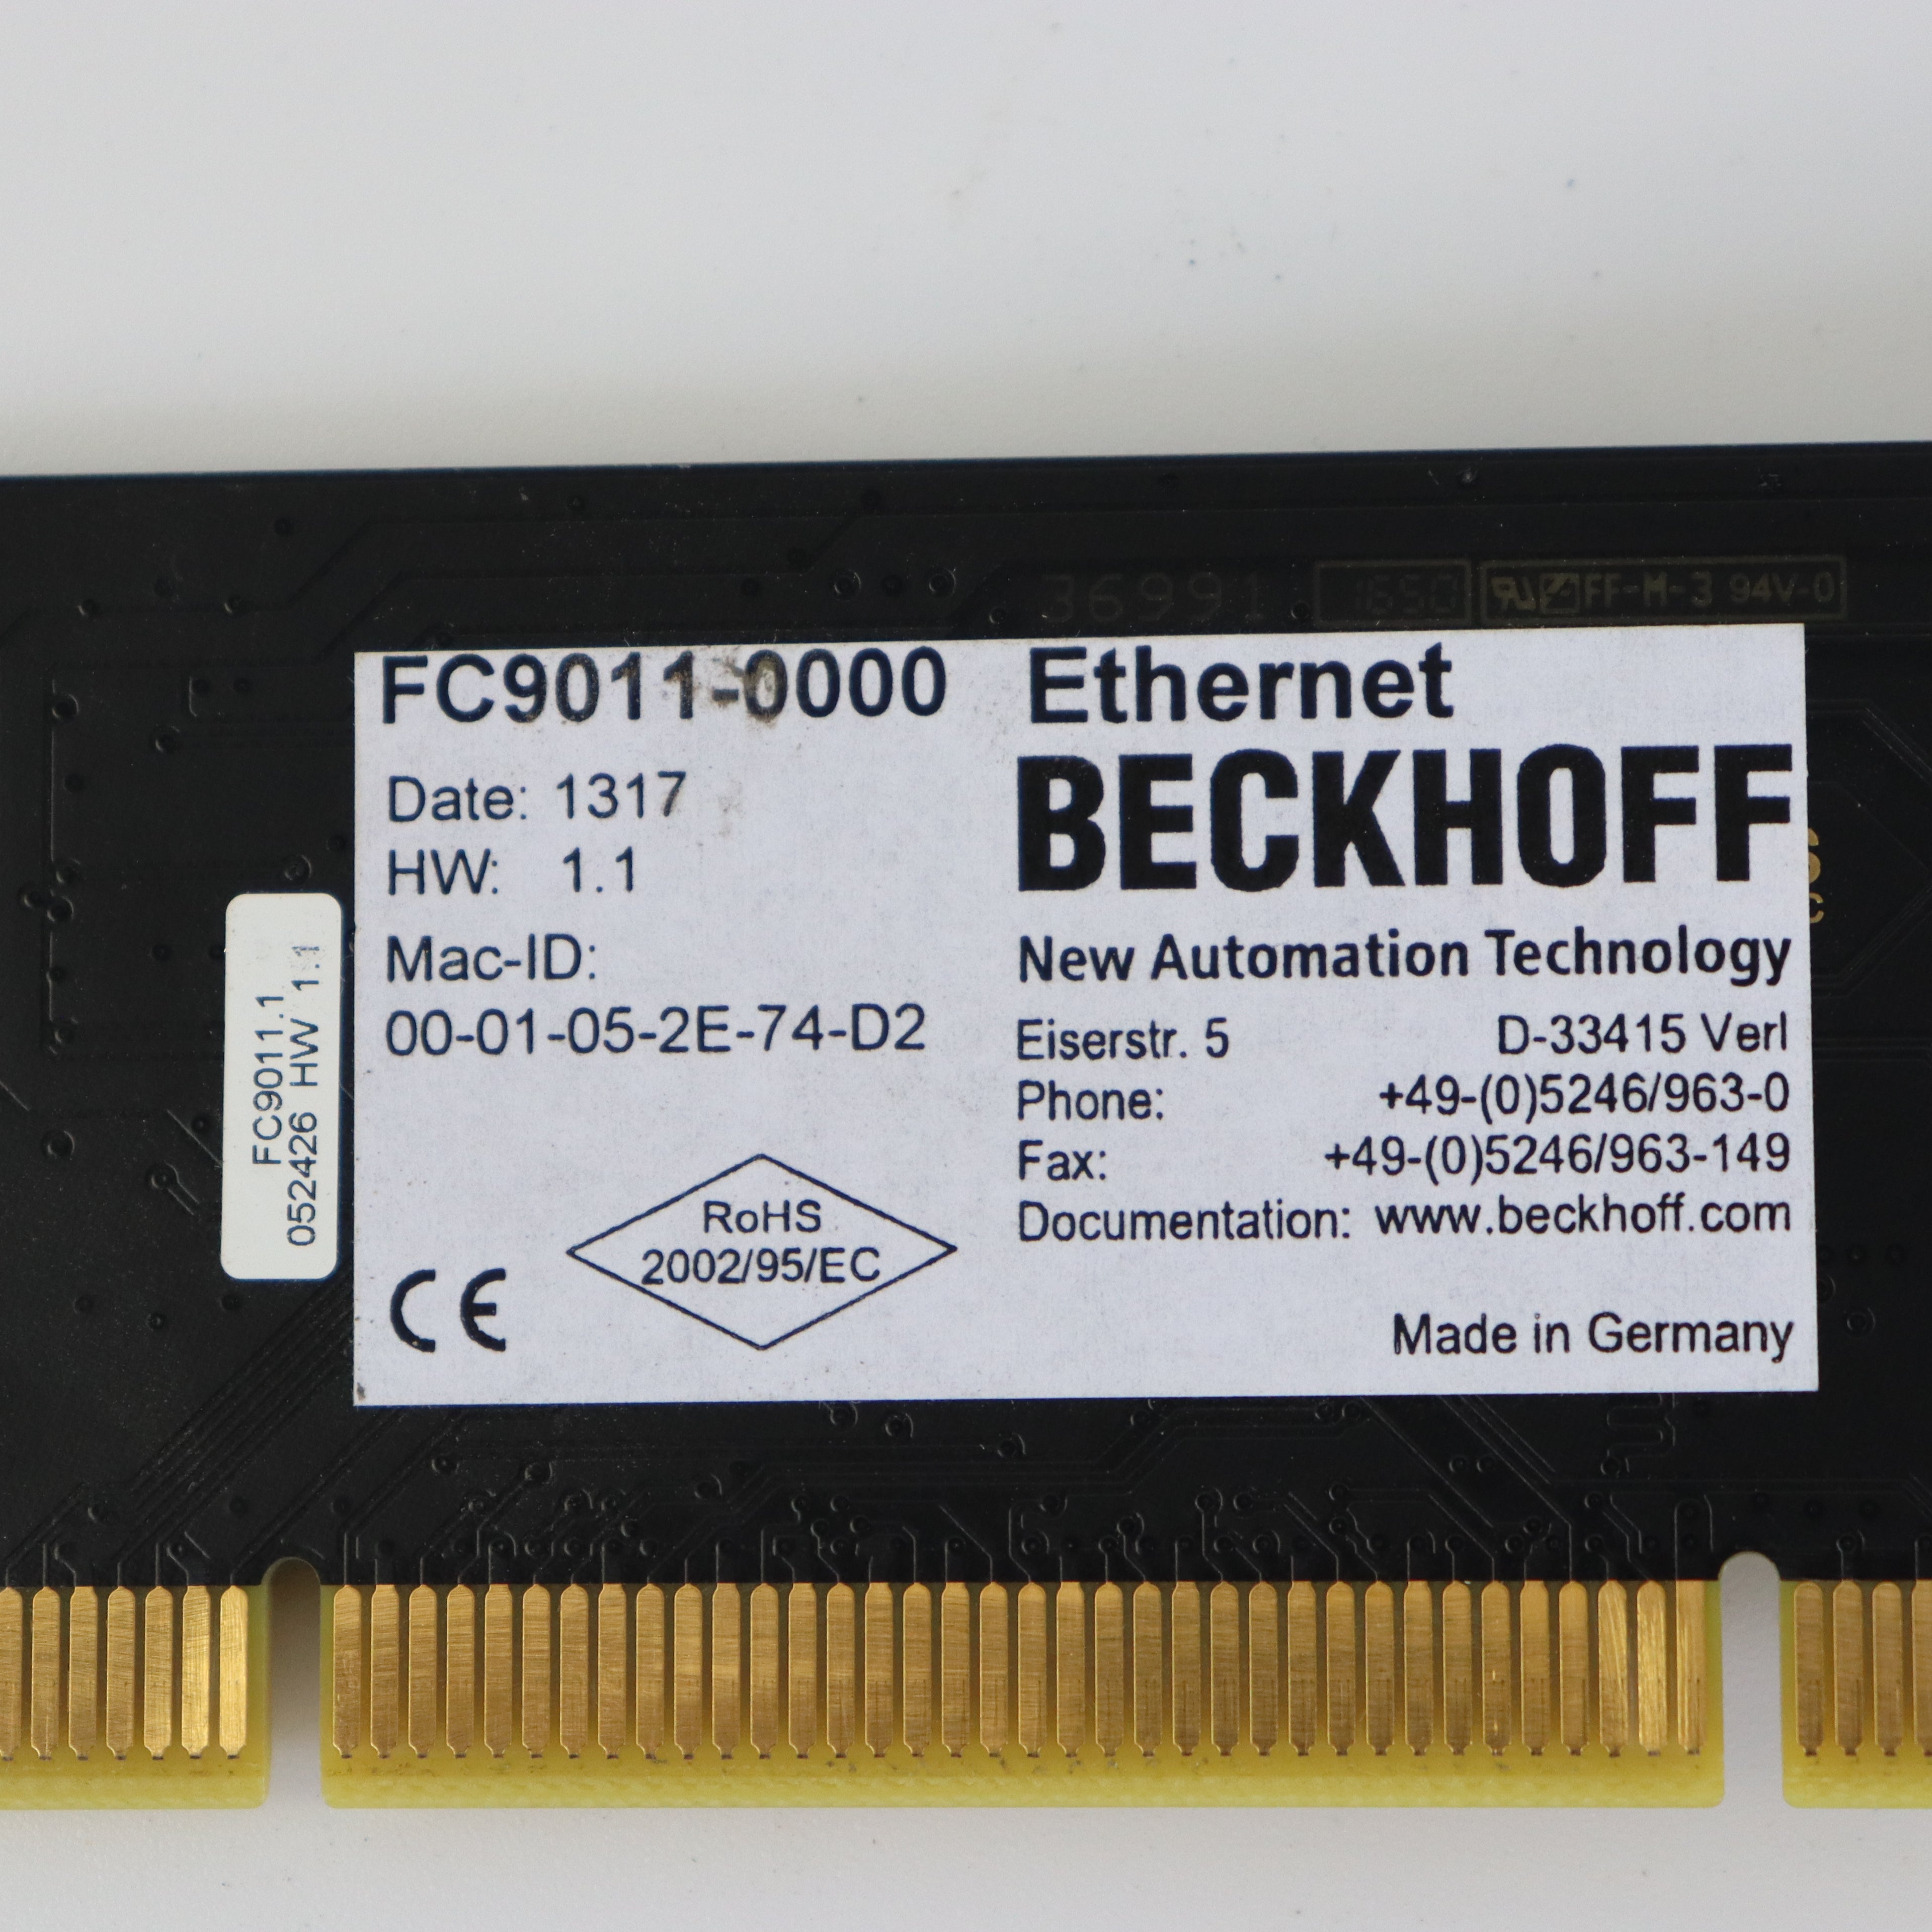 36991 1650 FF-M-3 94V-0
FC9011-0000 Ethernet
BECKHOFF
Date: 1317
HW: 1.1
New Automation Technology
Mac-ID:
00-01-05-2E-74-D2
Eiserstr. 5 D-33415 Verl
Phone: +49-(0)5246/963-0
Fax: +49-(0)5246/963-149
Documentation: www.beckhoff.com
RoHS
2002/95/EC
CE
Made in Germany
FC9011.1
052426 HW 1.1